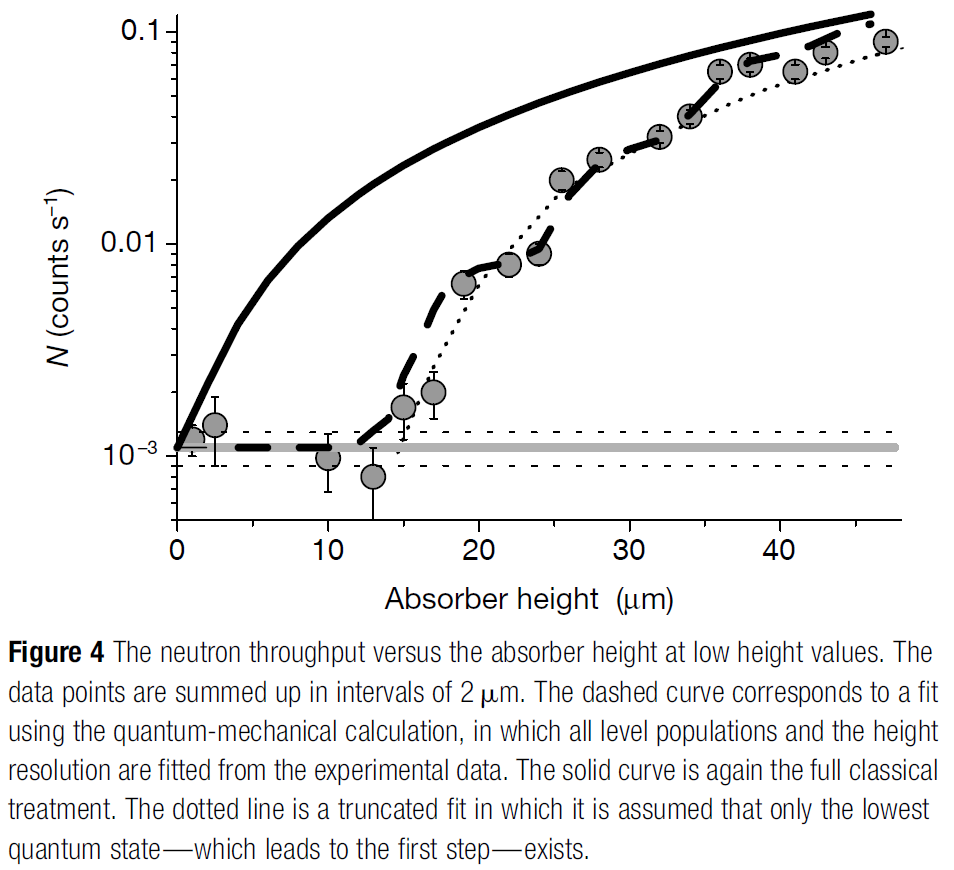 0.1
0.01
10⁻³
N (counts s⁻¹)
0
10
20
30
40
Absorber height (μm)
Figure 4 The neutron throughput versus the absorber height at low height values. The
data points are summed up in intervals of 2 μm. The dashed curve corresponds to a fit
using the quantum-mechanical calculation, in which all level populations and the height
resolution are fitted from the experimental data. The solid curve is again the full classical
treatment. The dotted line is a truncated fit in which it is assumed that only the lowest
quantum state—which leads to the first step—exists.